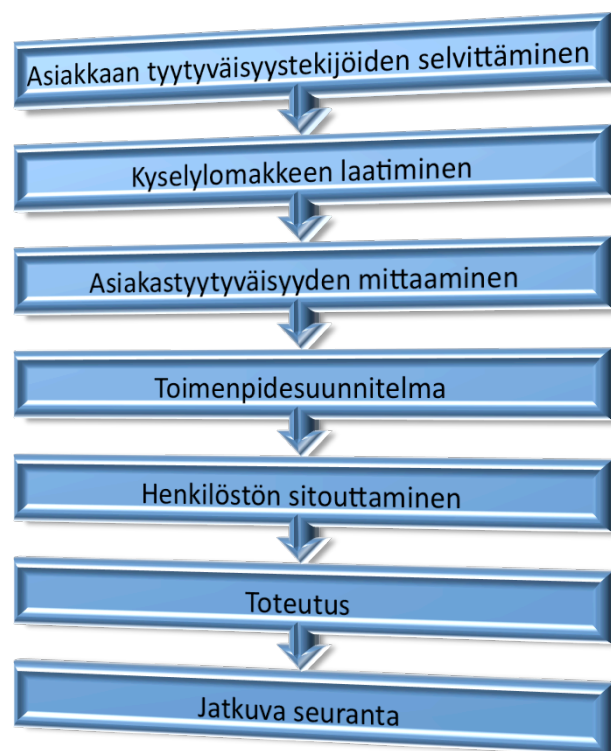 Asiakkaan tyytyväisyystekijöiden selvittäminen
Kyselylomakkeen laatiminen
Asiakastyytyväisyyden mittaaminen
Toimenpidesuunnitelma
Henkilöstön sitouttaminen
Toteutus
Jatkuva seuranta